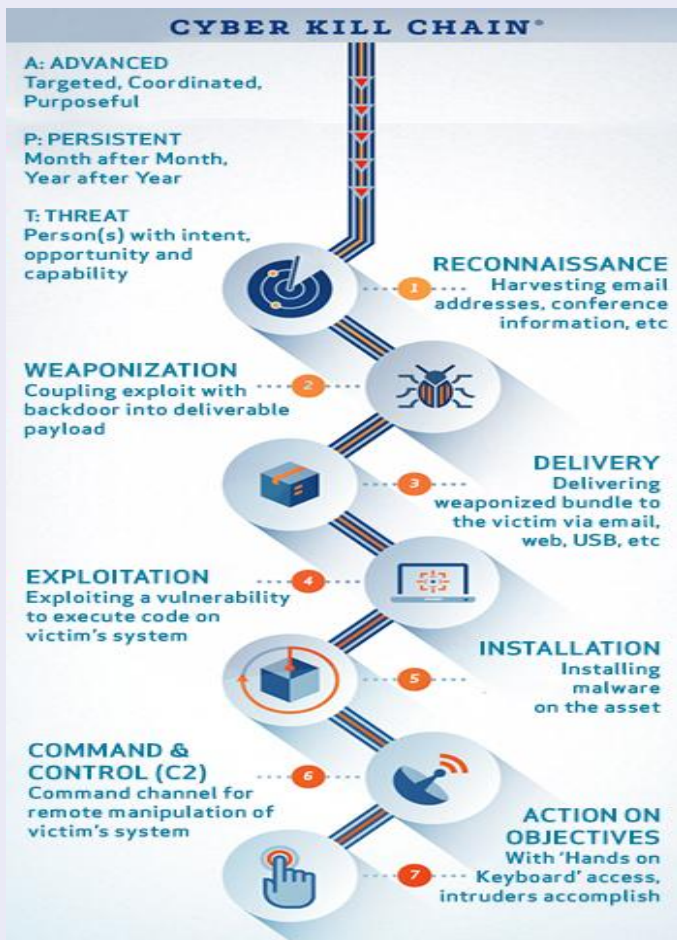 CYBER KILL CHAIN®
A: ADVANCED
Targeted, Coordinated,
Purposeful
P: PERSISTENT
Month after Month,
Year after Year
T: THREAT
Person(s) with intent,
opportunity and
capability
1
RECONNAISSANCE
Harvesting email
addresses, conference
information, etc
WEAPONIZATION
Coupling exploit with
backdoor into deliverable
payload
2
3
DELIVERY
Delivering
weaponized bundle to
the victim via email,
web, USB, etc
EXPLOITATION
Exploiting a vulnerability
to execute code on
victim's system
4
5
INSTALLATION
Installing
malware
on the asset
COMMAND &
CONTROL (C2)
Command channel for
remote manipulation of
victim's system
6
7
ACTION ON
OBJECTIVES
With 'Hands on
Keyboard' access,
intruders accomplish